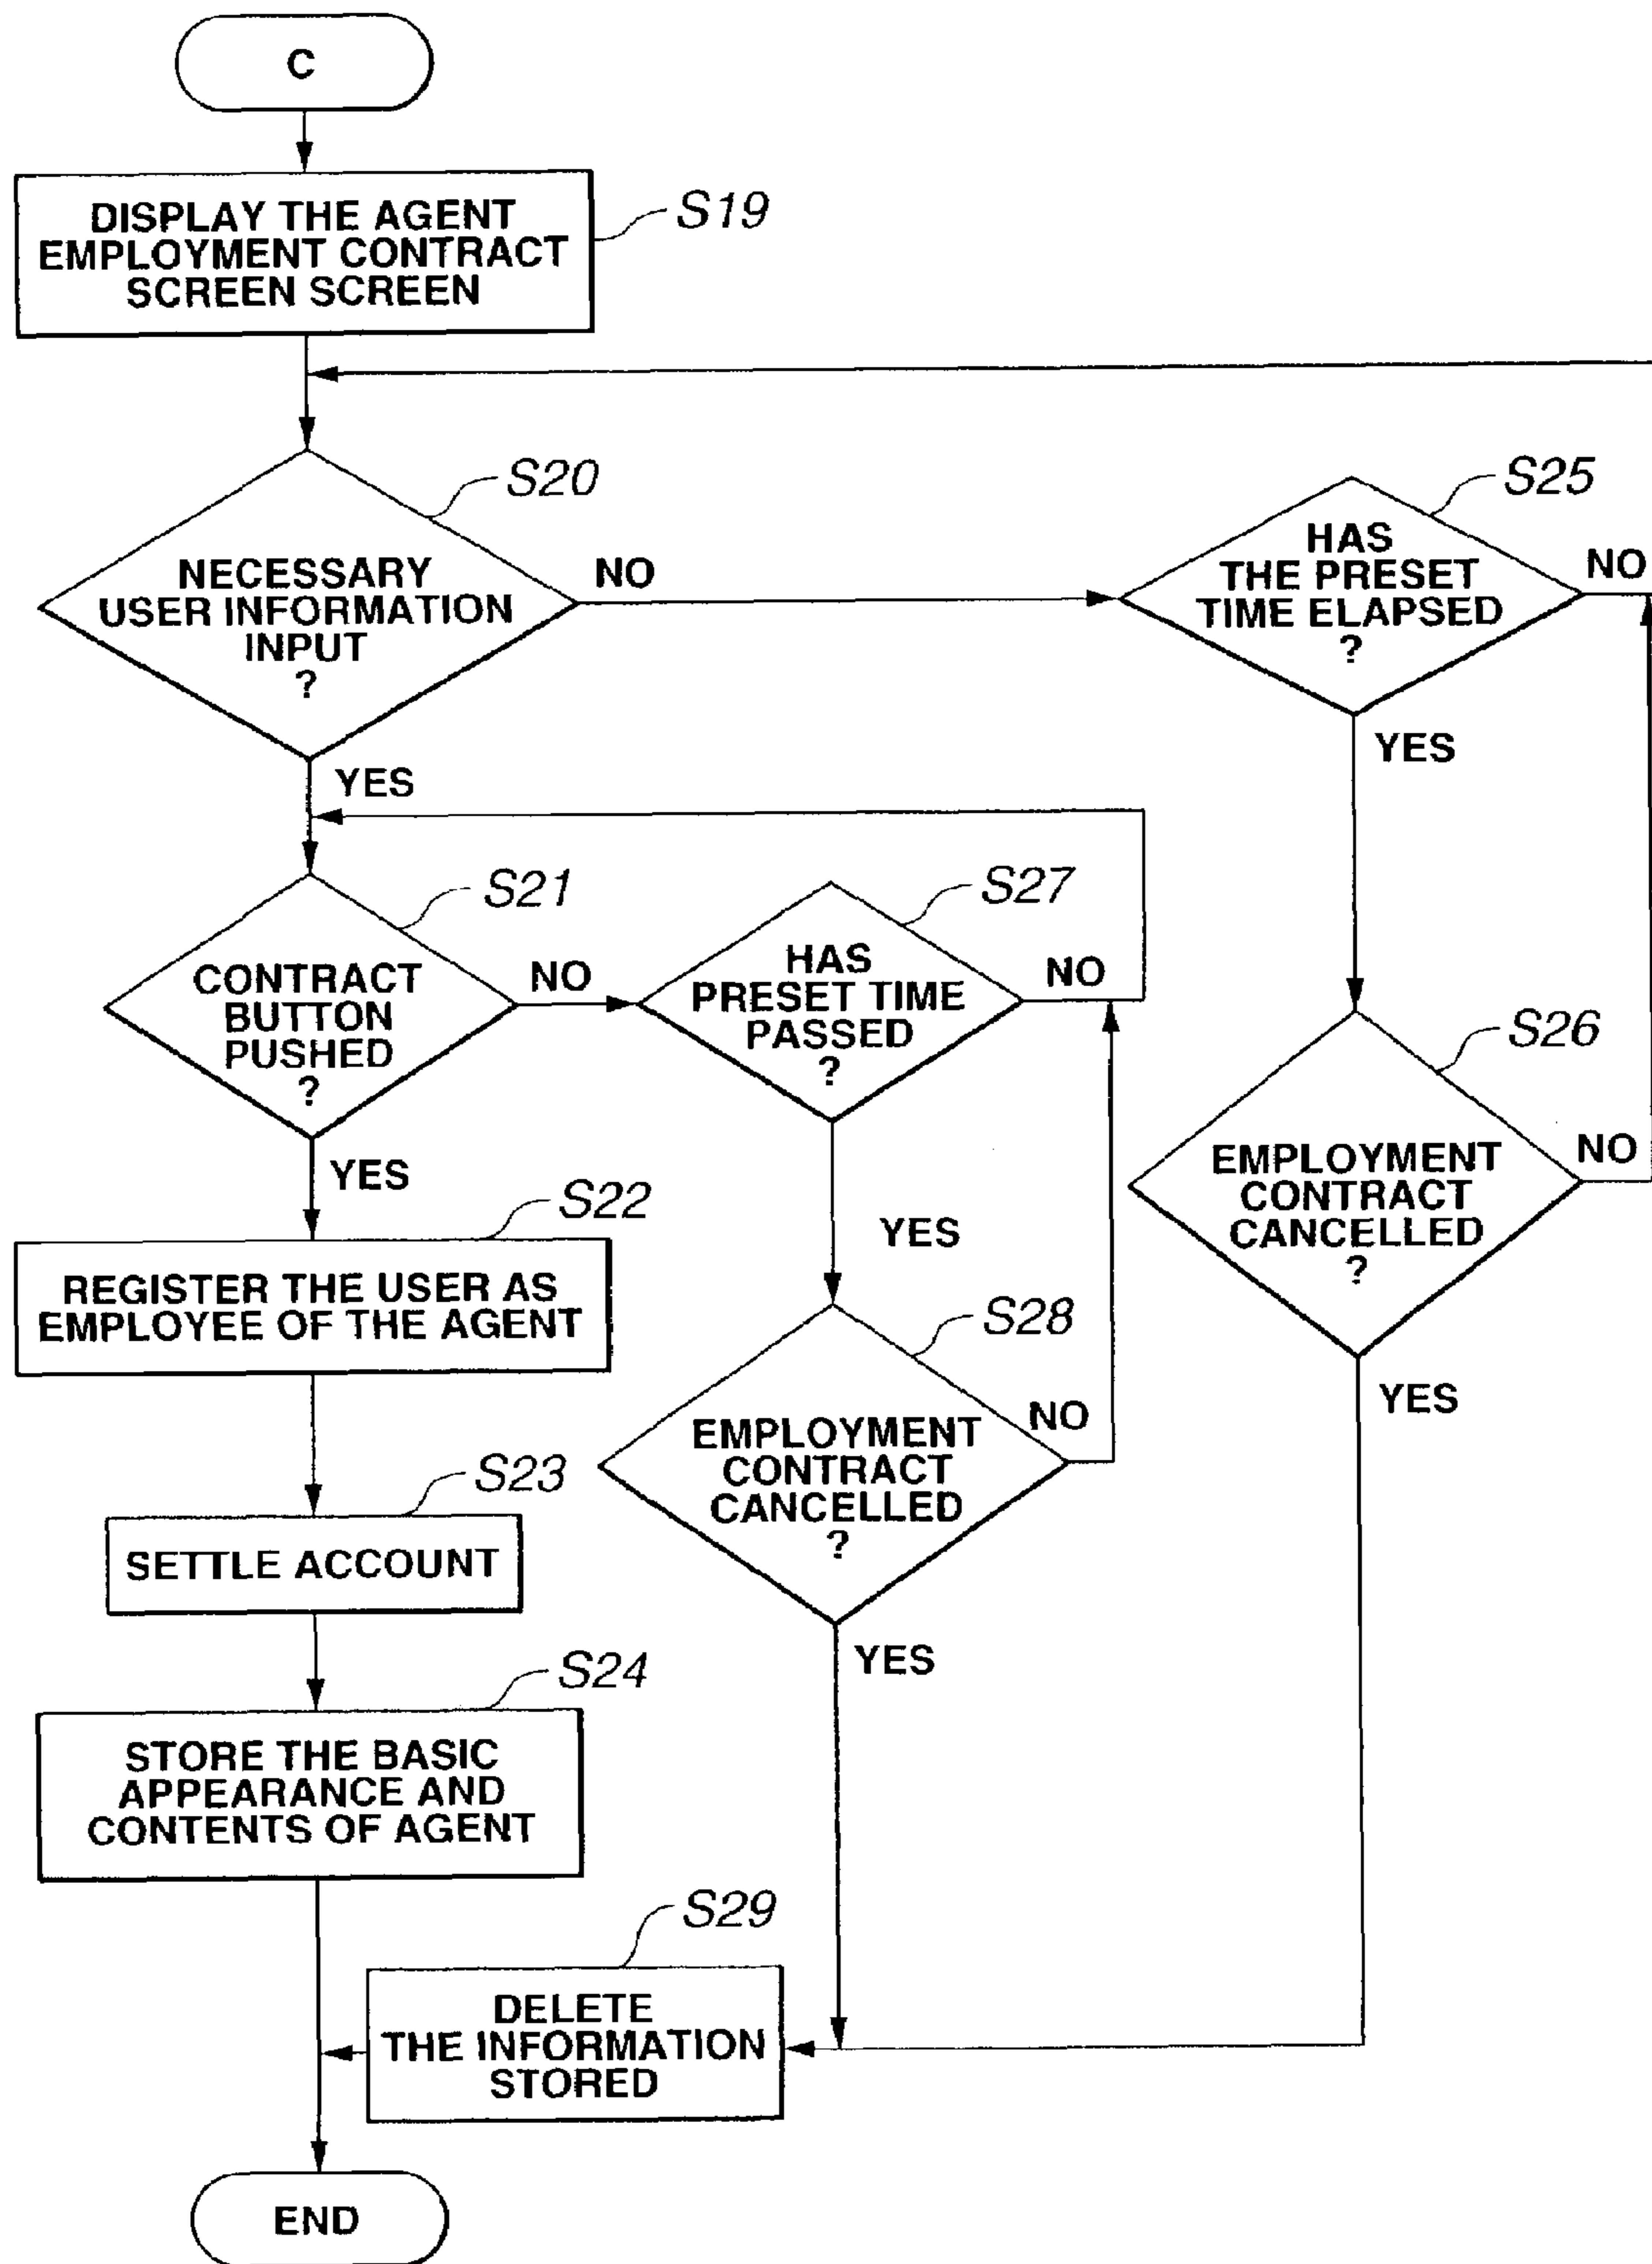 C
DISPLAY THE AGENT
EMPLOYMENT CONTRACT
SCREEN SCREEN
S19
S20
NECESSARY
USER INFORMATION
INPUT
?
NO
YES
S25
HAS
THE PRESET
TIME ELAPSED
?
NO
YES
S21
CONTRACT
BUTTON
PUSHED
?
NO
YES
S27
HAS
PRESET TIME
PASSED
?
NO
YES
S26
EMPLOYMENT
CONTRACT
CANCELLED
?
NO
YES
S22
REGISTER THE USER AS
EMPLOYEE OF THE AGENT
S28
EMPLOYMENT
CONTRACT
CANCELLED
?
NO
YES
S23
SETTLE ACCOUNT
S24
STORE THE BASIC
APPEARANCE AND
CONTENTS OF AGENT
S29
DELETE
THE INFORMATION
STORED
END